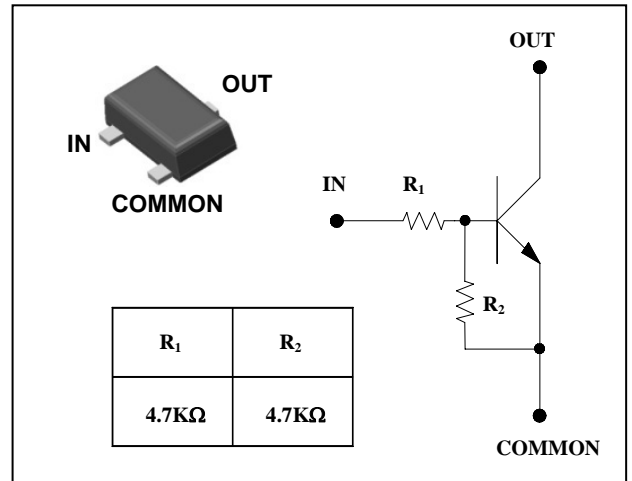 OUT
IN
COMMON
OUT
IN
R₁
R₂
COMMON
R₁ R₂
4.7KΩ 4.7KΩ